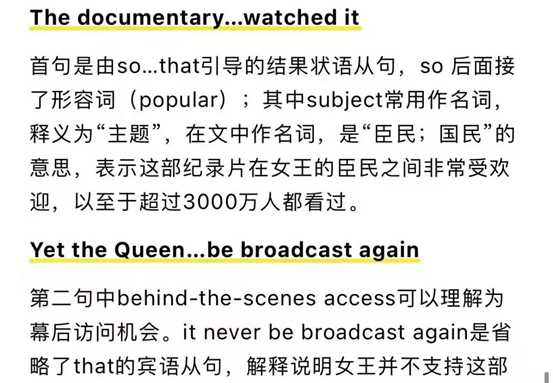 The documentary...watched it
首句是由so...that引导的结果状语从句，so 后面接
了形容词（popular）；其中subject常用作名词，
释义为“主题”，在文中作名词，是“臣民；国民”的
意思，表示这部纪录片在女王的臣民之间非常受欢
迎，以至于超过3000万人都看过。
Yet the Queen...be broadcast again
第二句中behind-the-scenes access可以理解为
幕后访问机会。it never be broadcast again是省
略了that的宾语从句，解释说明女王并不支持这部